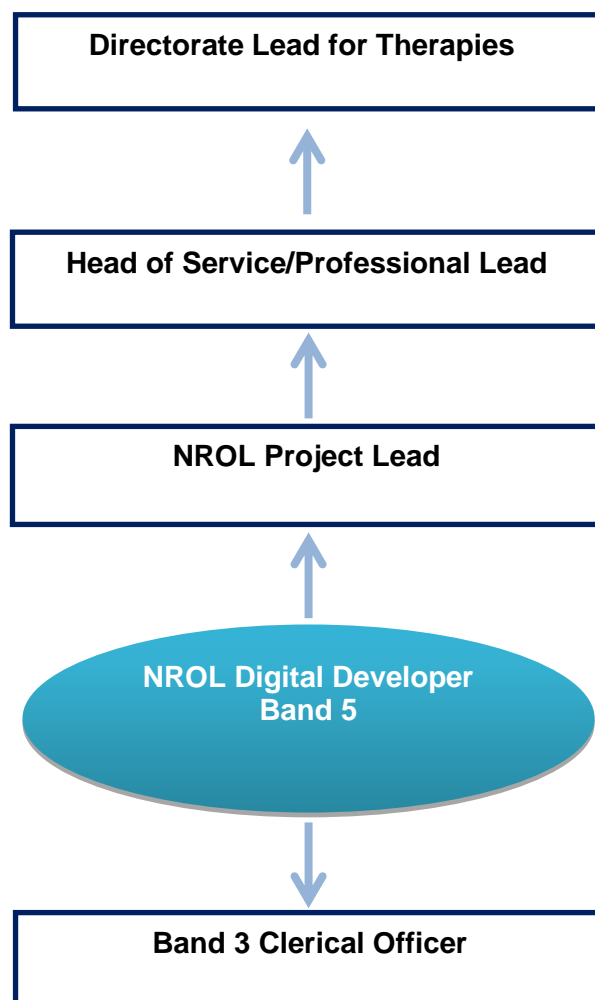 Directorate Lead for Therapies
Head of Service/Professional Lead
NROL Project Lead
NROL Digital Developer
Band 5
Band 3 Clerical Officer